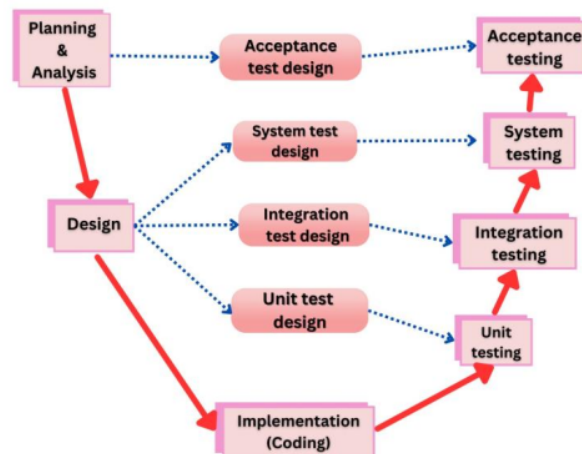 Planning
&
Analysis
Acceptance
test design
Acceptance
testing
System test
design
System
testing
Design
Integration
test design
Integration
testing
Unit test
design
Unit
testing
Implementation
(Coding)